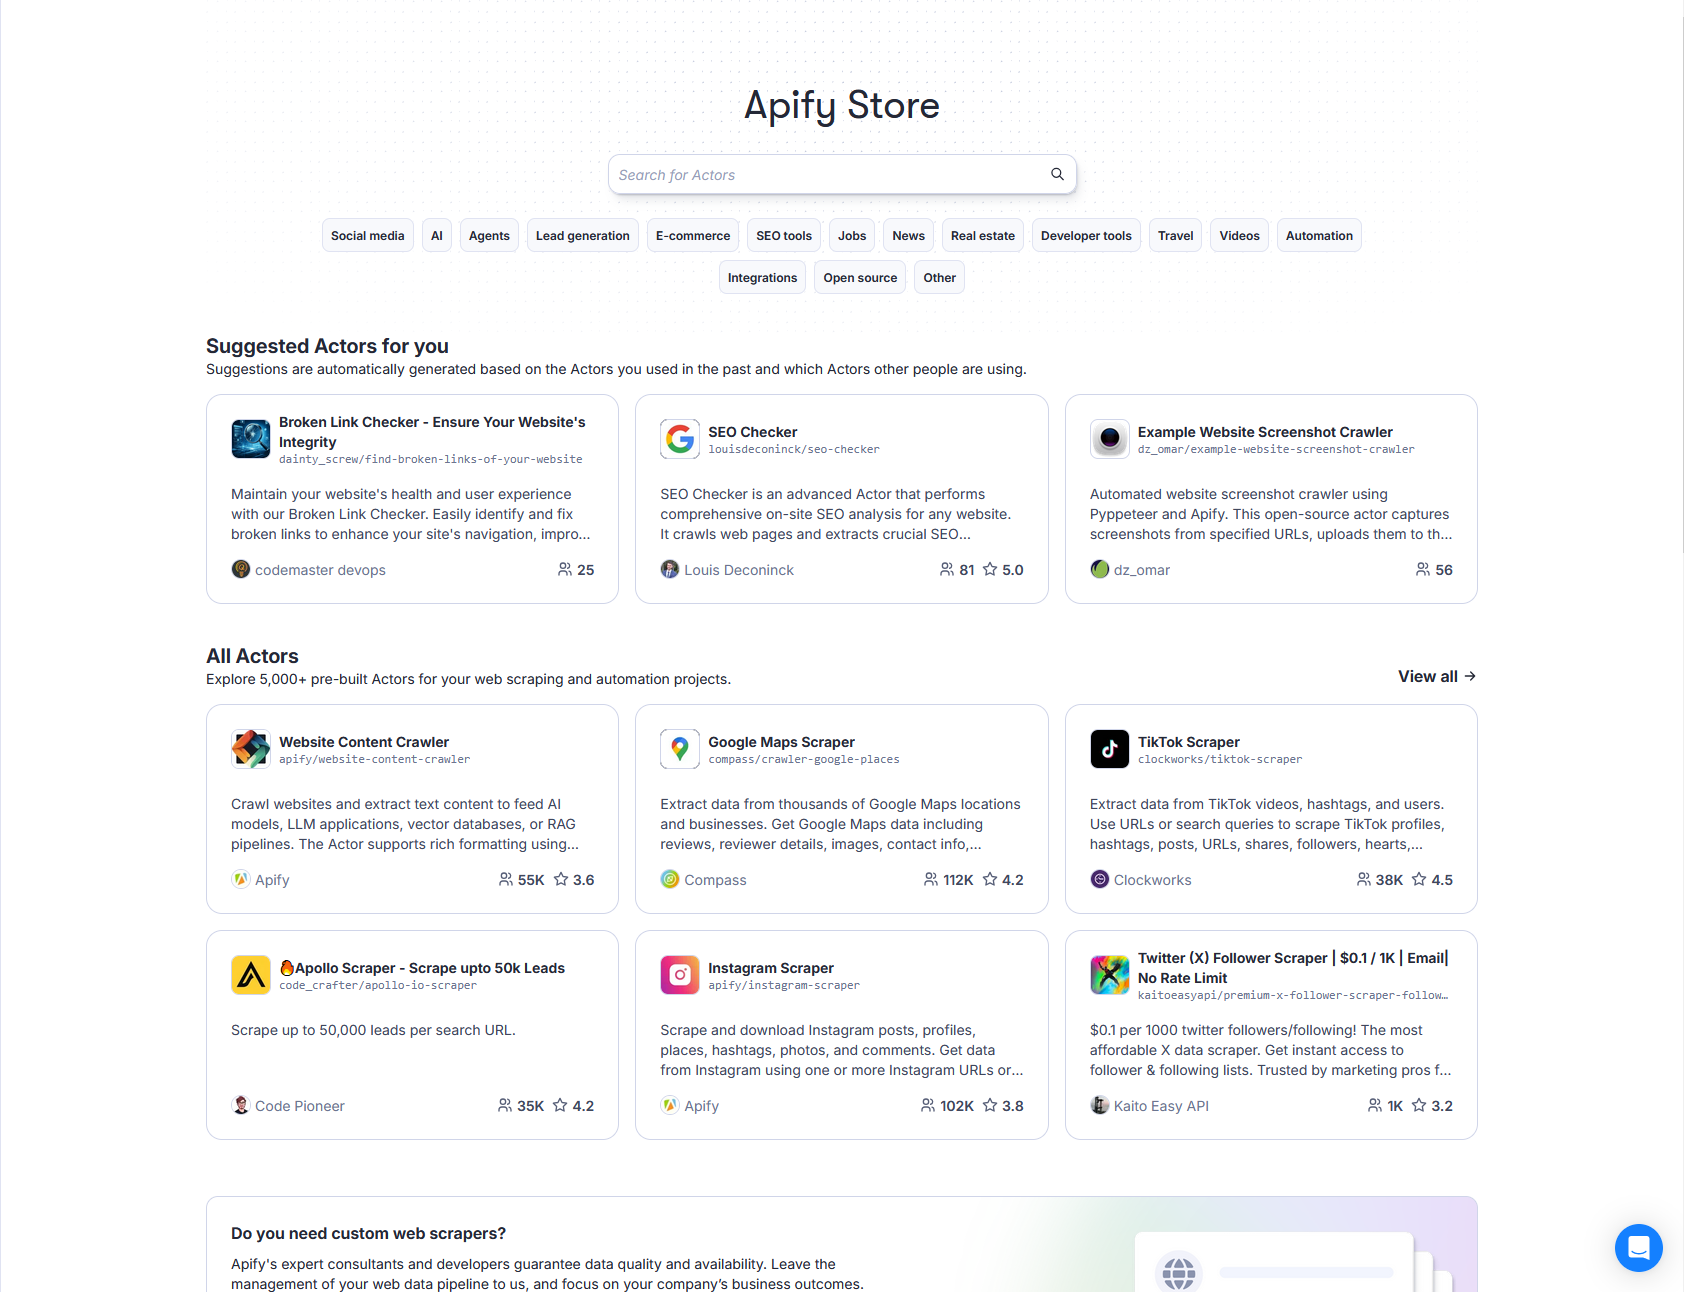 Apify Store
Search for Actors
Social media
AI
Agents
Lead generation
E-commerce
SEO tools
Jobs
News
Real estate
Developer tools
Travel
Videos
Automation
Integrations
Open source
Other
Suggested Actors for you
Suggestions are automatically generated based on the Actors you used in the past and which Actors other people are using.
Broken Link Checker - Ensure Your Website's
Integrity
dainty_screw/find-broken-links-of-your-website
Maintain your website's health and user experience
with our Broken Link Checker. Easily identify and fix
broken links to enhance your site's navigation, impro...
codemaster devops
25
SEO Checker
louisdeconinck/seo-checker
SEO Checker is an advanced Actor that performs
comprehensive on-site SEO analysis for any website.
It crawls web pages and extracts crucial SEO...
Louis Deconinck
81
5.0
Example Website Screenshot Crawler
dz_omar/example-website-screenshot-crawler
Automated website screenshot crawler using
Pyppeteer and Apify. This open-source actor captures
screenshots from specified URLs, uploads them to th...
dz_omar
56
All Actors
Explore 5,000+ pre-built Actors for your web scraping and automation projects.
View all →
Website Content Crawler
apify/website-content-crawler
Crawl websites and extract text content to feed AI
models, LLM applications, vector databases, or RAG
pipelines. The Actor supports rich formatting using...
Apify
55K
3.6
Google Maps Scraper
compass/crawler-google-places
Extract data from thousands of Google Maps locations
and businesses. Get Google Maps data including
reviews, reviewer details, images, contact info,...
Compass
112K
4.2
TikTok Scraper
clockworks/tiktok-scraper
Extract data from TikTok videos, hashtags, and users.
Use URLs or search queries to scrape TikTok profiles,
hashtags, posts, URLs, shares, followers, hearts,...
Clockworks
38K
4.5
🔥Apollo Scraper - Scrape upto 50k Leads
code_crafter/apollo-io-scraper
Scrape up to 50,000 leads per search URL.
Code Pioneer
35K
4.2
Instagram Scraper
apify/instagram-scraper
Scrape and download Instagram posts, profiles,
places, hashtags, photos, and comments. Get data
from Instagram using one or more Instagram URLs or...
Apify
102K
3.8
Twitter (X) Follower Scraper | $0.1 / 1K | Email|
No Rate Limit
kaitoeasyapi/premium-x-follower-scraper-follow...
$0.1 per 1000 twitter followers/following! The most
affordable X data scraper. Get instant access to
follower & following lists. Trusted by marketing pros f...
Kaito Easy API
1K
3.2
Do you need custom web scrapers?
Apify's expert consultants and developers guarantee data quality and availability. Leave the
management of your web data pipeline to us, and focus on your company’s business outcomes.